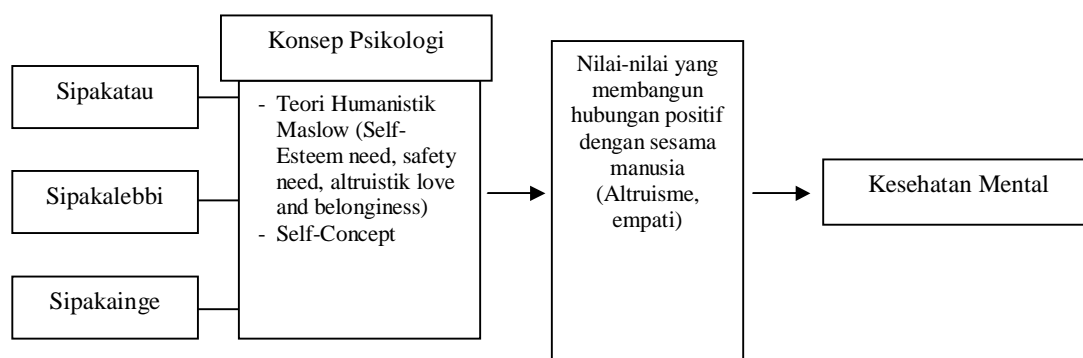 Sipakatau
Sipakalebbi
Sipakainge
Konsep Psikologi
- Teori Humanistik
Maslow (Self-
Esteem need, safety
need, altruistik love
and belonginess)
- Self-Concept
Nilai-nilai yang
membangun
hubungan positif
dengan sesama
manusia
(Altruisme,
empati)
Kesehatan Mental